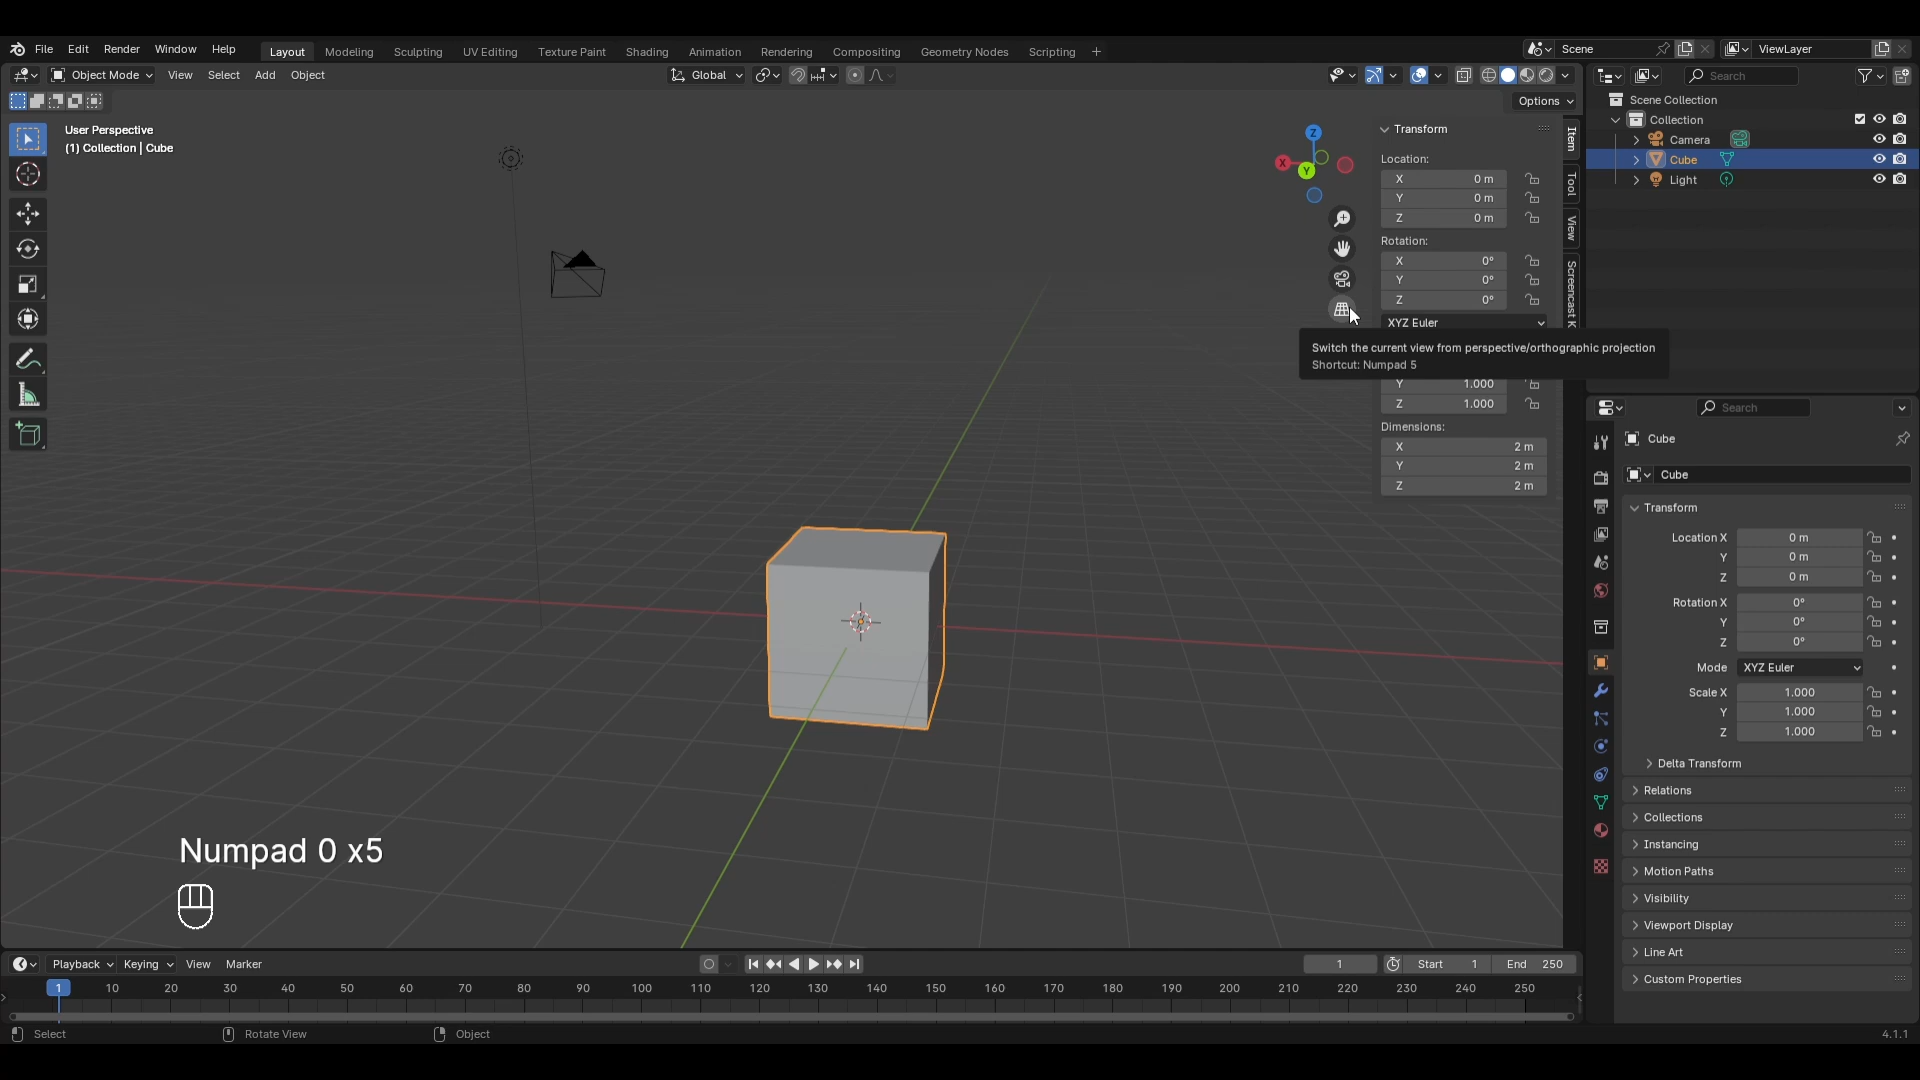 File Edit Render Window Help Layout Modeling Sculpting UV Editing Texture Paint Shading Animation Rendering Compositing Geometry Nodes Scripting + Scene ViewLayer
Object Mode View Select Add Object Global Search
Options
User Perspective
(1) Collection | Cube
Z
X
Y
Transform
Location:
X 0 m
Y 0 m
Z 0 m
Rotation:
X 0°
Y 0°
Z 0°
XYZ Euler
Switch the current view from perspective/orthographic projection
Shortcut: Numpad 5
Y 1.000
Z 1.000
Dimensions:
X 2 m
Y 2 m
Z 2 m
Item
Tool
View
Screencast K
Scene Collection
Collection
Camera
Cube
Light
Search
Cube
Cube
Transform
Location X 0 m
Y 0 m
Z 0 m
Rotation X 0°
Y 0°
Z 0°
Mode XYZ Euler
Scale X 1.000
Y 1.000
Z 1.000
Delta Transform
Relations
Collections
Instancing
Motion Paths
Visibility
Viewport Display
Line Art
Custom Properties
Numpad 0 x5
Playback Keying View Marker 1 Start 1 End 250
1 10 20 30 40 50 60 70 80 90 100 110 120 130 140 150 160 170 180 190 200 210 220 230 240 250
Select Rotate View Object 4.1.1